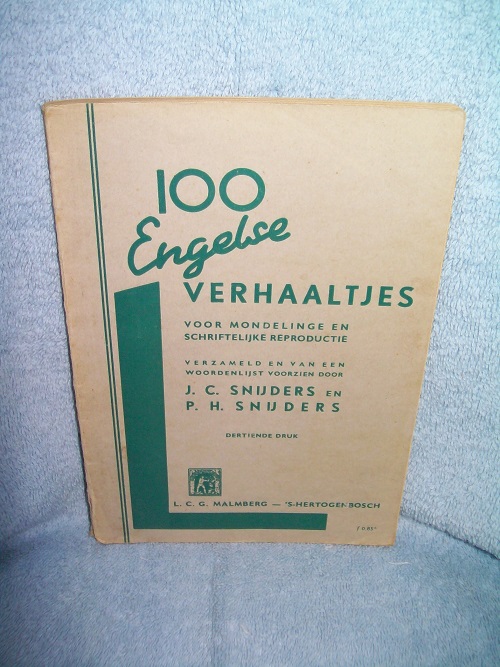 100
Engelse
VERHAALTJES
VOOR MONDELINGE EN
SCHRIFTELIJKE REPRODUCTIE
VERZAMELD EN VAN EEN
WOORDENLIJST VOORZIEN DOOR
J. C. SNIJDERS EN
P. H. SNIJDERS
DERTIENDE DRUK
L. C. G. MALMBERG — 'S-HERTOGENBOSCH